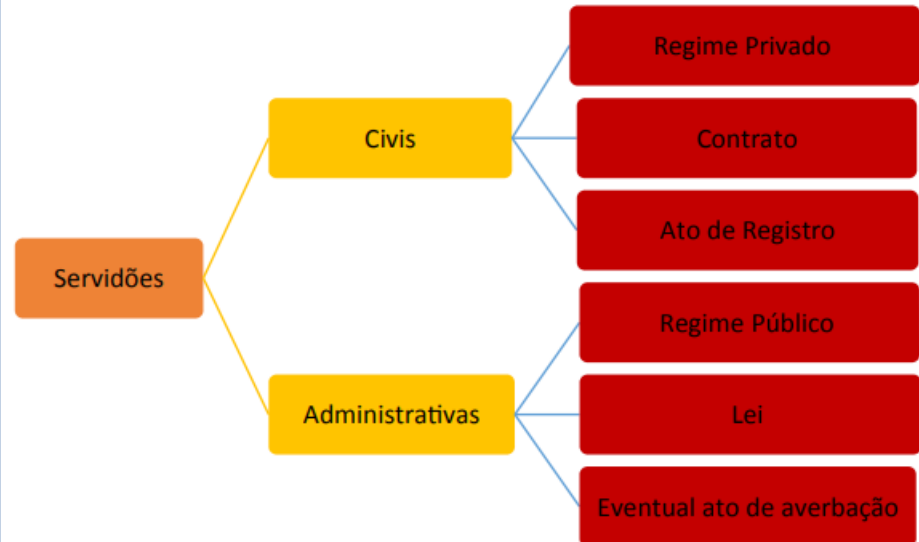 Servidões
Civis
Regime Privado
Contrato
Ato de Registro
Administrativas
Regime Público
Lei
Eventual ato de averbação